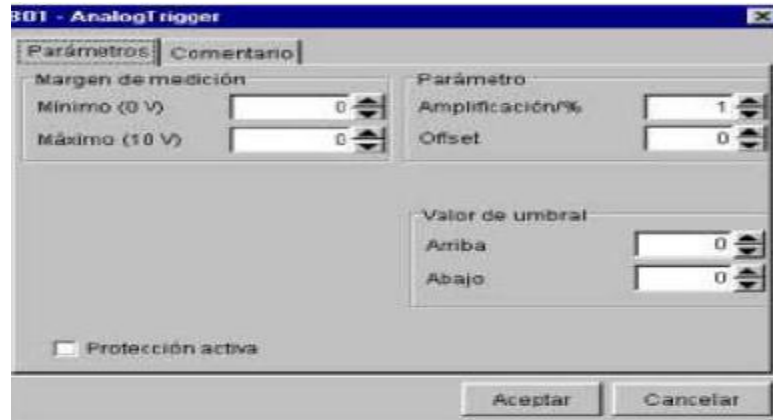 B01 - AnalogTrigger
Parámetros Comentario
Margen de medición
Mínimo (0 V) 0
Máximo (10 V) 0
Parámetro
Amplificación/% 1
Offset 0
Valor de umbral
Arriba 0
Abajo 0
Protección activa
Aceptar Cancelar